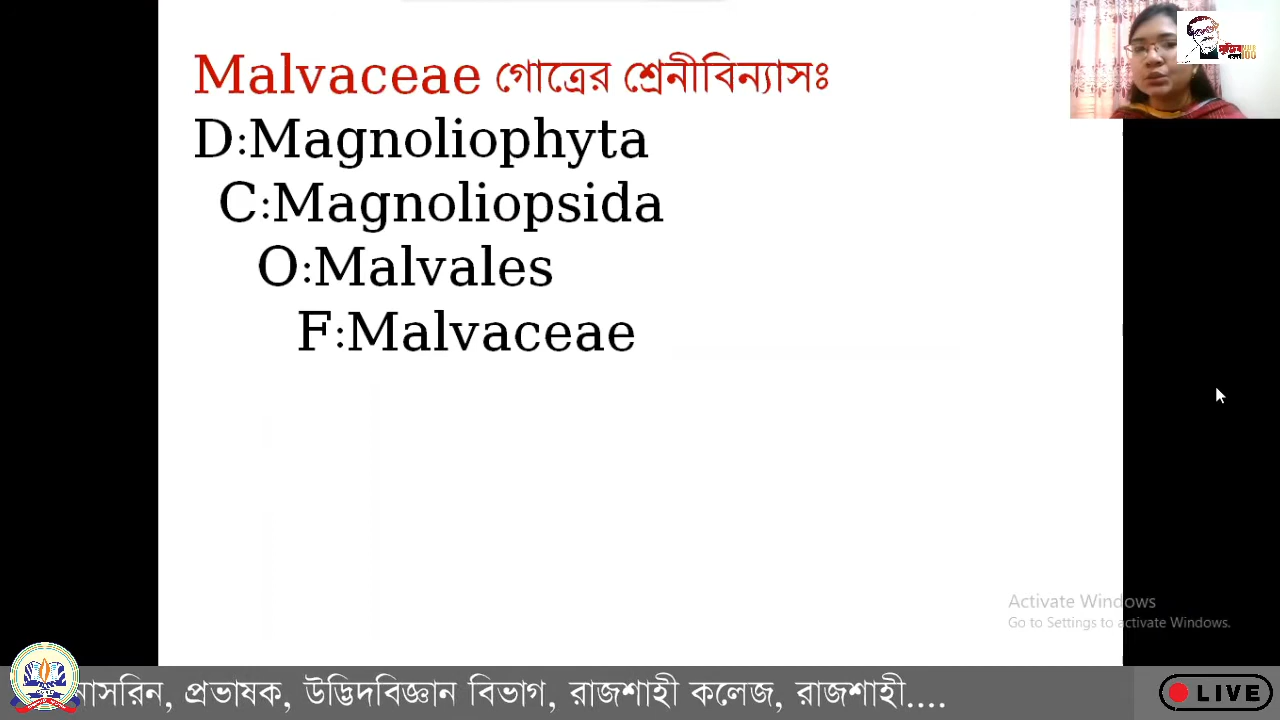 Malvaceae গোত্রের শ্রেনীবিন্যাসঃ
D:Magnoliophyta
C:Magnoliopsida
O:Malvales
F:Malvaceae
Activate Windows
Go to Settings to activate Windows.
প্রভাষক, উদ্ভিদবিজ্ঞান বিভাগ, রাজশাহী কলেজ, রাজশাহী....
LIVE